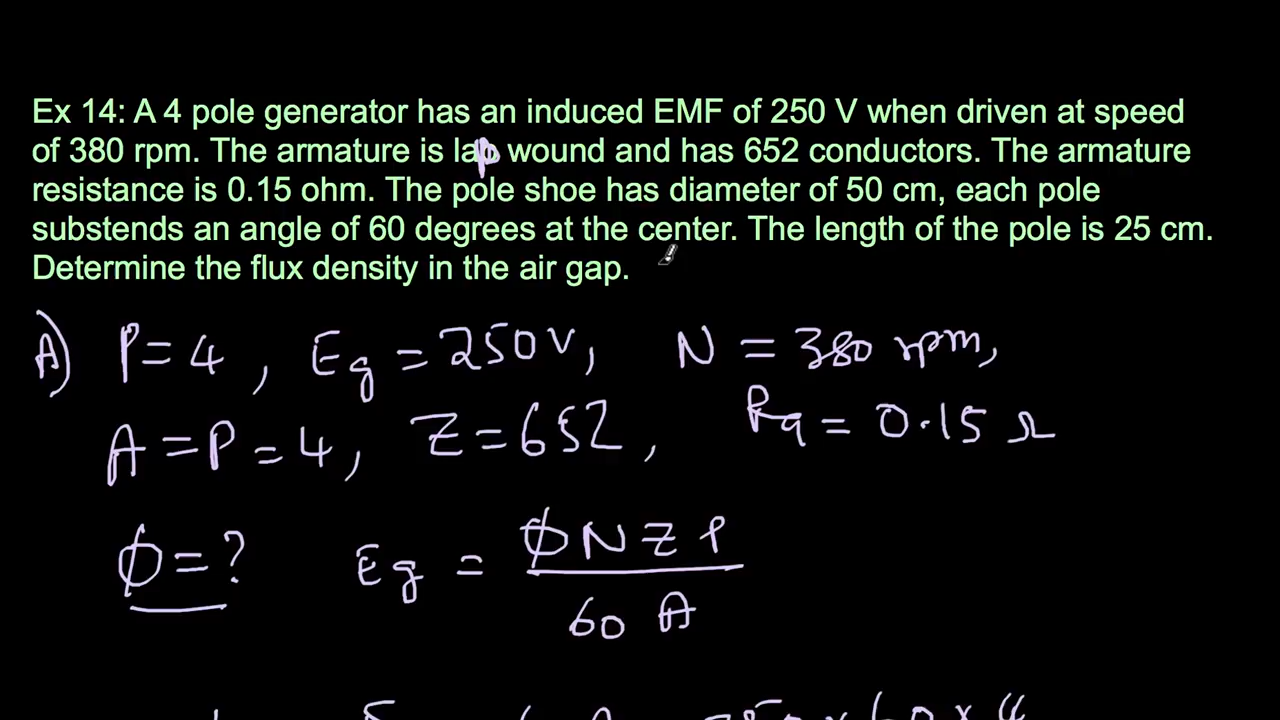 Ex 14: A 4 pole generator has an induced EMF of 250 V when driven at speed
of 380 rpm. The armature is lap wound and has 652 conductors. The armature
resistance is 0.15 ohm. The pole shoe has diameter of 50 cm, each pole
substends an angle of 60 degrees at the center. The length of the pole is 25 cm.
Determine the flux density in the air gap.
A) P = 4, Eg = 250V, N = 380 rpm,
A = P = 4, Z = 652, Ra = 0.15 Ω
Φ = ? Eg = ΦNZP
60 A